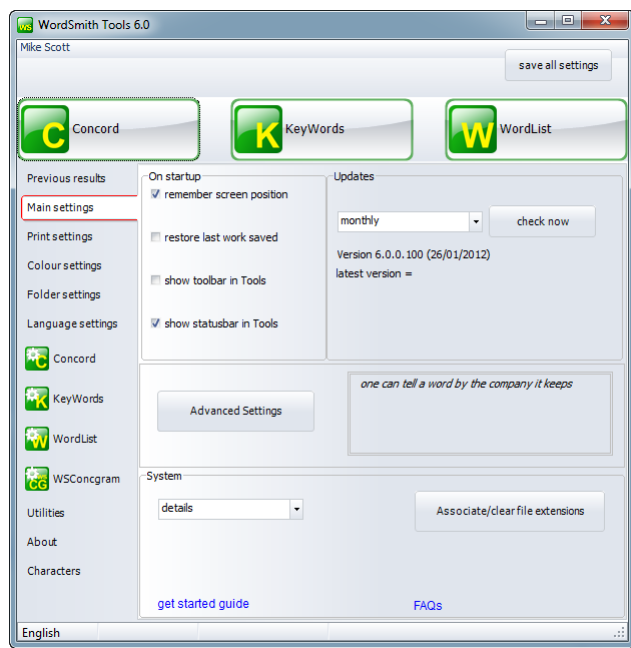 WS WordSmith Tools 6.0
Mike Scott
save all settings
C Concord
K KeyWords
W WordList
Previous results
Main settings
Print settings
Colour settings
Folder settings
Language settings
C Concord
K KeyWords
W WordList
CG WSConcgram
Utilities
About
Characters
On startup
remember screen position
restore last work saved
show toolbar in Tools
show statusbar in Tools
Updates
monthly
check now
Version 6.0.0.100 (26/01/2012)
latest version =
Advanced Settings
one can tell a word by the company it keeps
System
details
Associate/clear file extensions
get started guide
FAQs
English